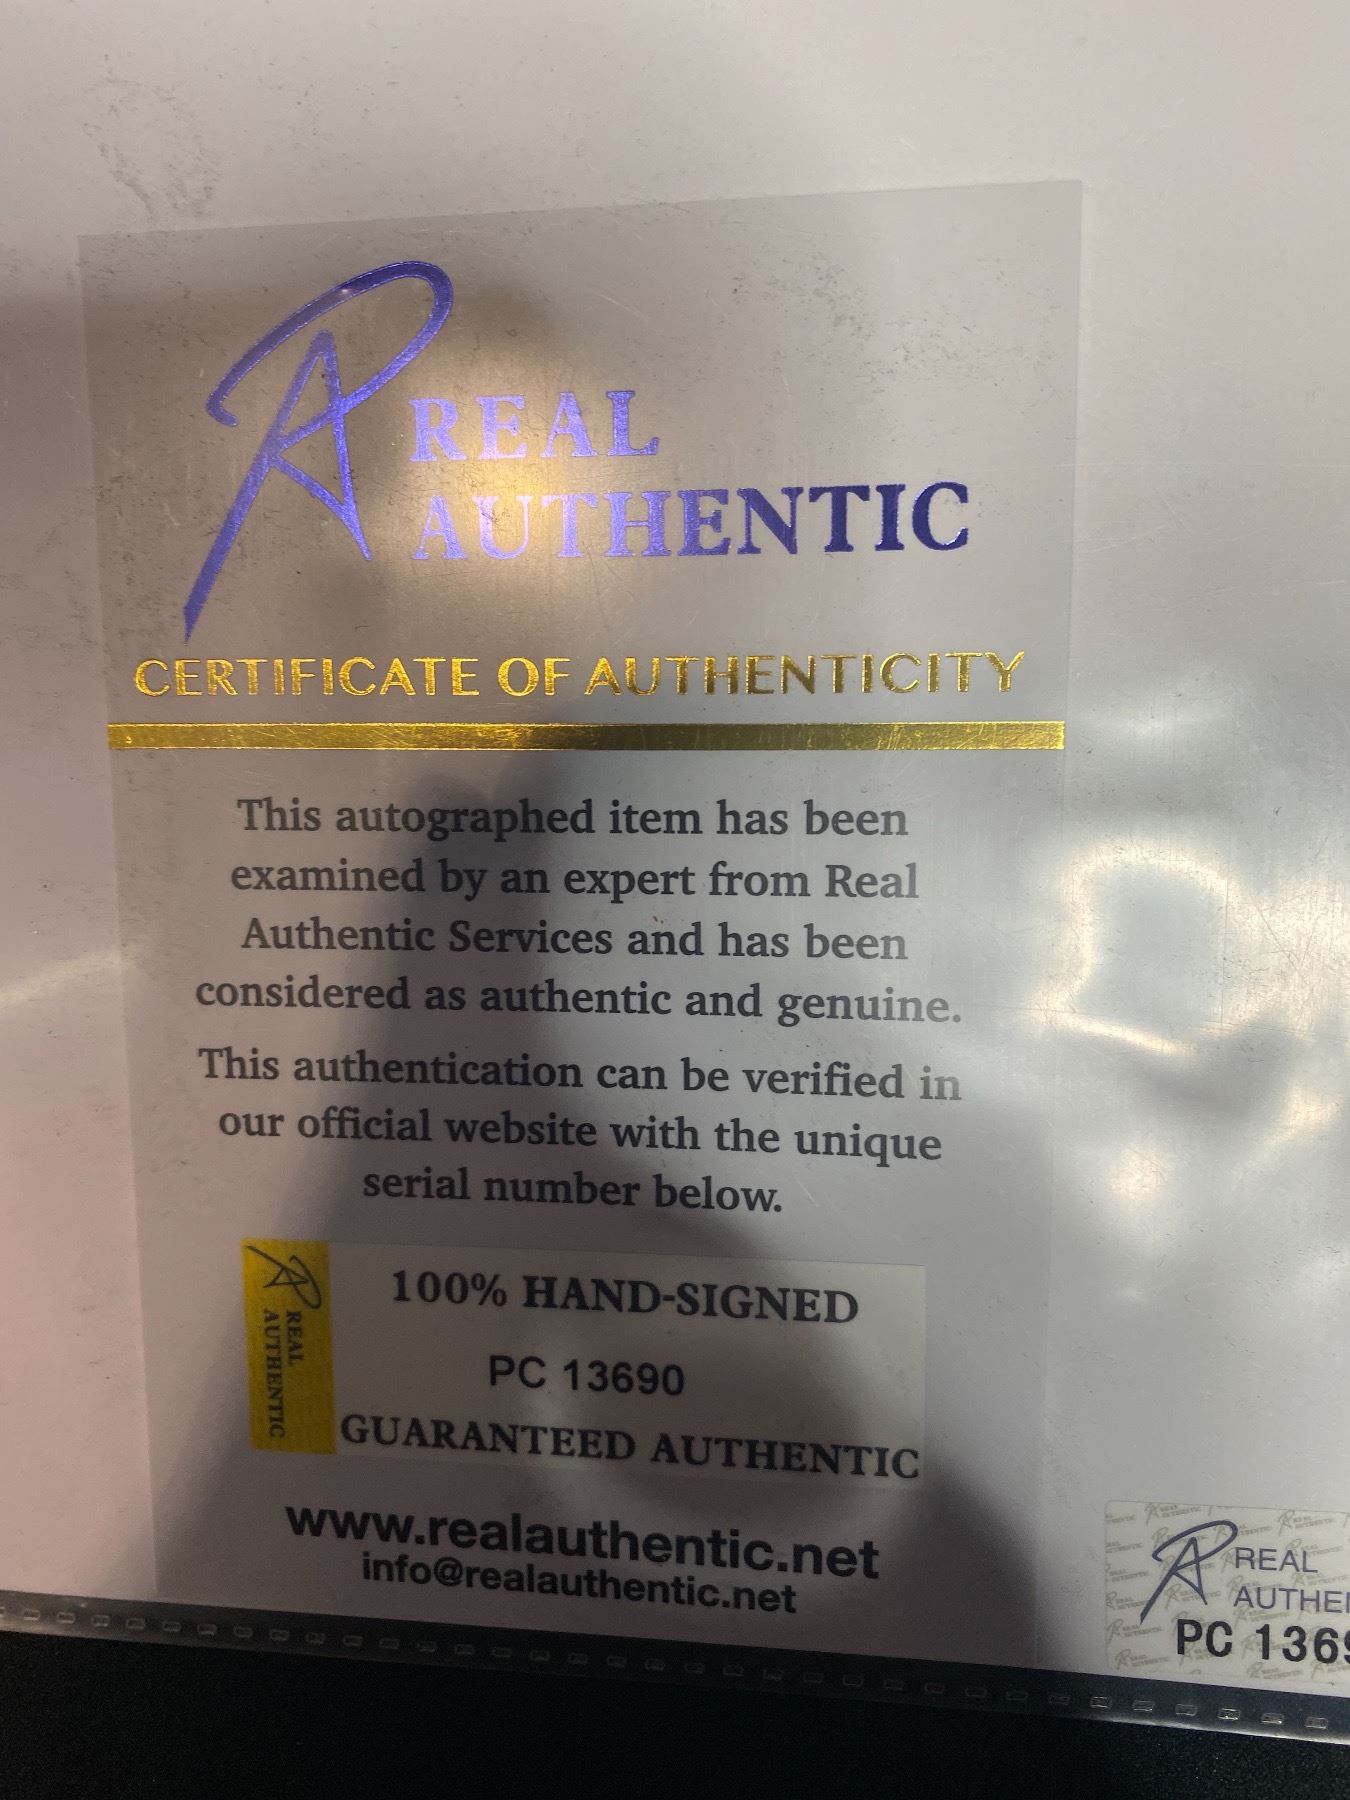 REAL
AUTHENTIC
CERTIFICATE OF AUTHENTICITY
This autographed item has been
examined by an expert from Real
Authentic Services and has been
considered as authentic and genuine.
This authentication can be verified in
our official website with the unique
serial number below.
REAL
AUTHENTIC
100% HAND-SIGNED
PC 13690
GUARANTEED AUTHENTIC
www.realauthentic.net
info@realauthentic.net
REAL
AUTHEN
PC 1369